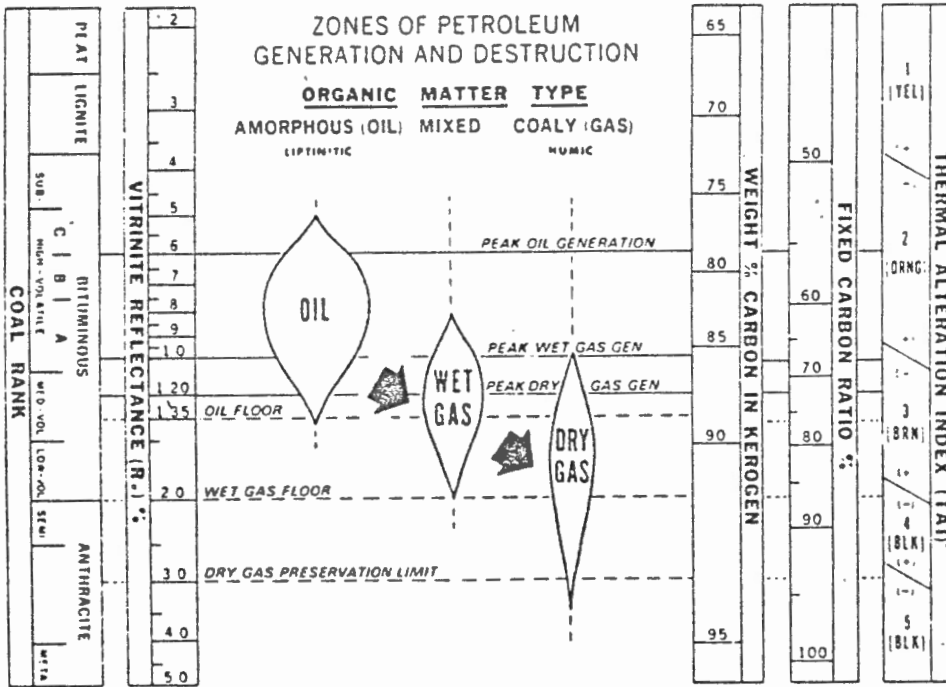 ZONES OF PETROLEUM
GENERATION AND DESTRUCTION
ORGANIC MATTER TYPE
AMORPHOUS (OIL) MIXED COALY (GAS)
LIPTINITIC HUMIC
COAL RANK
PEAT
LIGNITE
SUB-
BITUMINOUS
HIGH-VOLATILE
C
B
A
MED-VOL
LOW-VOL
SEMI
ANTHRACITE
META
VITRINITE REFLECTANCE (R₀) %
.2
.3
.4
.5
.6
.7
.8
.9
1.0
1.20
1.35
2.0
3.0
4.0
5.0
PEAK OIL GENERATION
OIL
PEAK WET GAS GEN
WET
GAS
PEAK DRY GAS GEN
OIL FLOOR
DRY
GAS
WET GAS FLOOR
DRY GAS PRESERVATION LIMIT
WEIGHT % CARBON IN KEROGEN
65
70
75
80
85
90
95
FIXED CARBON RATIO %
50
60
70
80
90
100
THERMAL ALTERATION INDEX (TAI)
1
(YEL)
2
(ORNG)
3
(BRN)
(+)
(–)
4
(BLK)
(+)
(–)
5
(BLK)